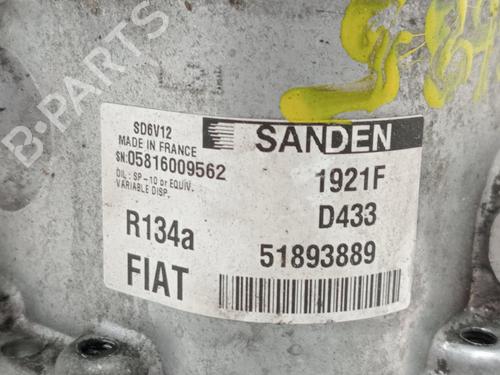 B-PARTS
SD6V12
MADE IN FRANCE
SN:05816009562
OIL : SP-10 or EQUIV.
VARIABLE DISP.
R134a
FIAT
SANDEN
1921F
D433
51893889